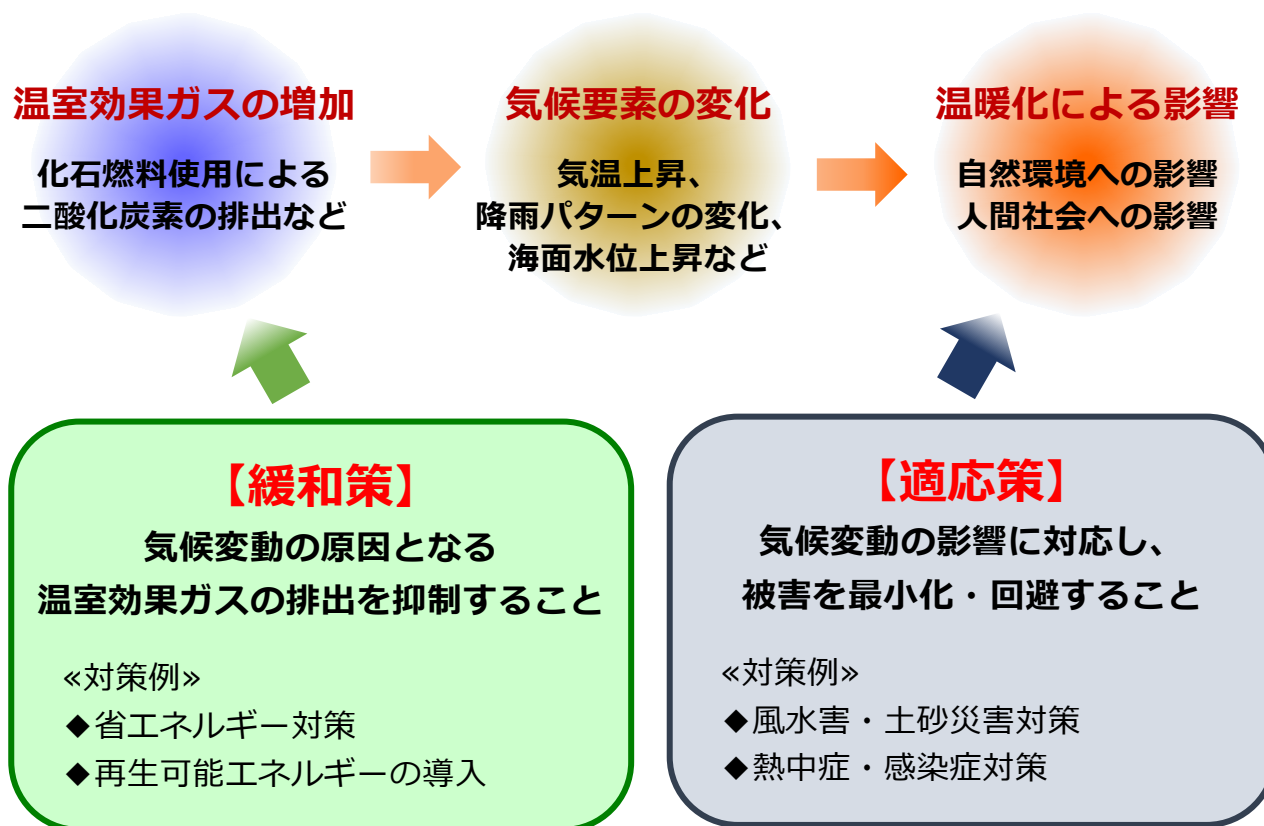 温室効果ガスの増加
化石燃料使用による
二酸化炭素の排出など
気候要素の変化
気温上昇、
降雨パターンの変化、
海面水位上昇など
温暖化による影響
自然環境への影響
人間社会への影響
【緩和策】
気候変動の原因となる
温室効果ガスの排出を抑制すること
«対策例»
◆省エネルギー対策
◆再生可能エネルギーの導入
【適応策】
気候変動の影響に対応し、
被害を最小化・回避すること
«対策例»
◆風水害・土砂災害対策
◆熱中症・感染症対策